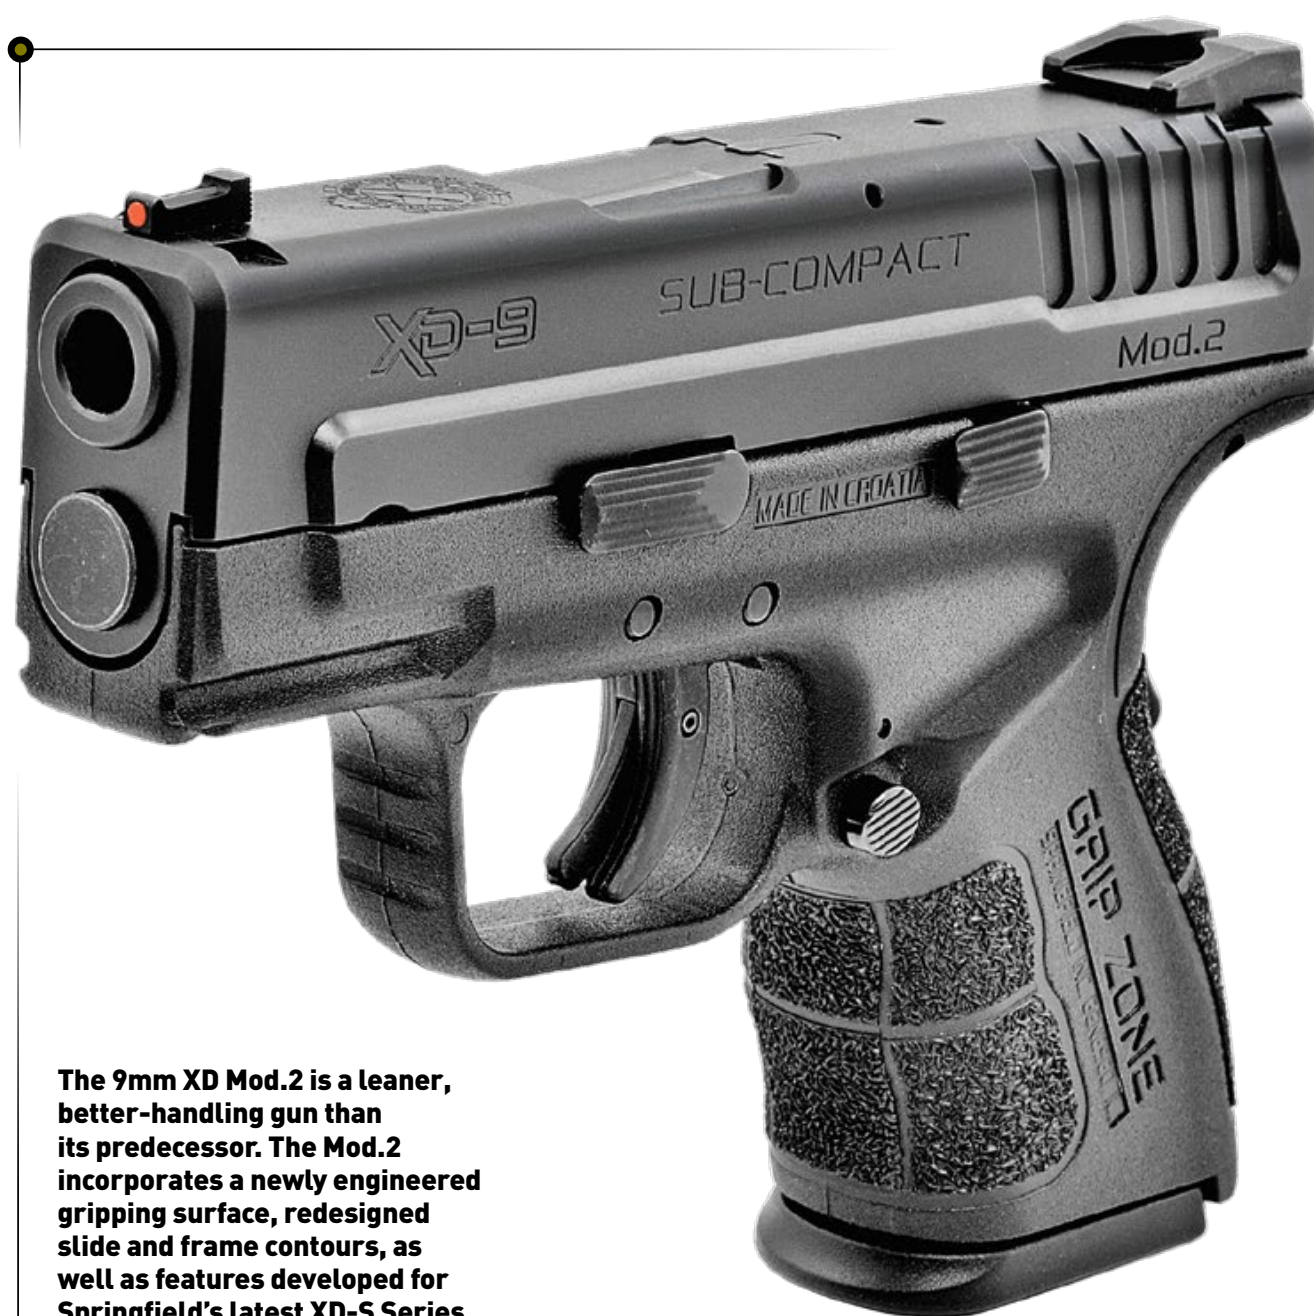 XD-9
SUB-COMPACT
Mod.2
MADE IN CROATIA
GRIP ZONE
The 9mm XD Mod.2 is a leaner,
better-handling gun than
its predecessor. The Mod.2
incorporates a newly engineered
gripping surface, redesigned
slide and frame contours, as
well as features developed for
Springfield's latest XD-S Series